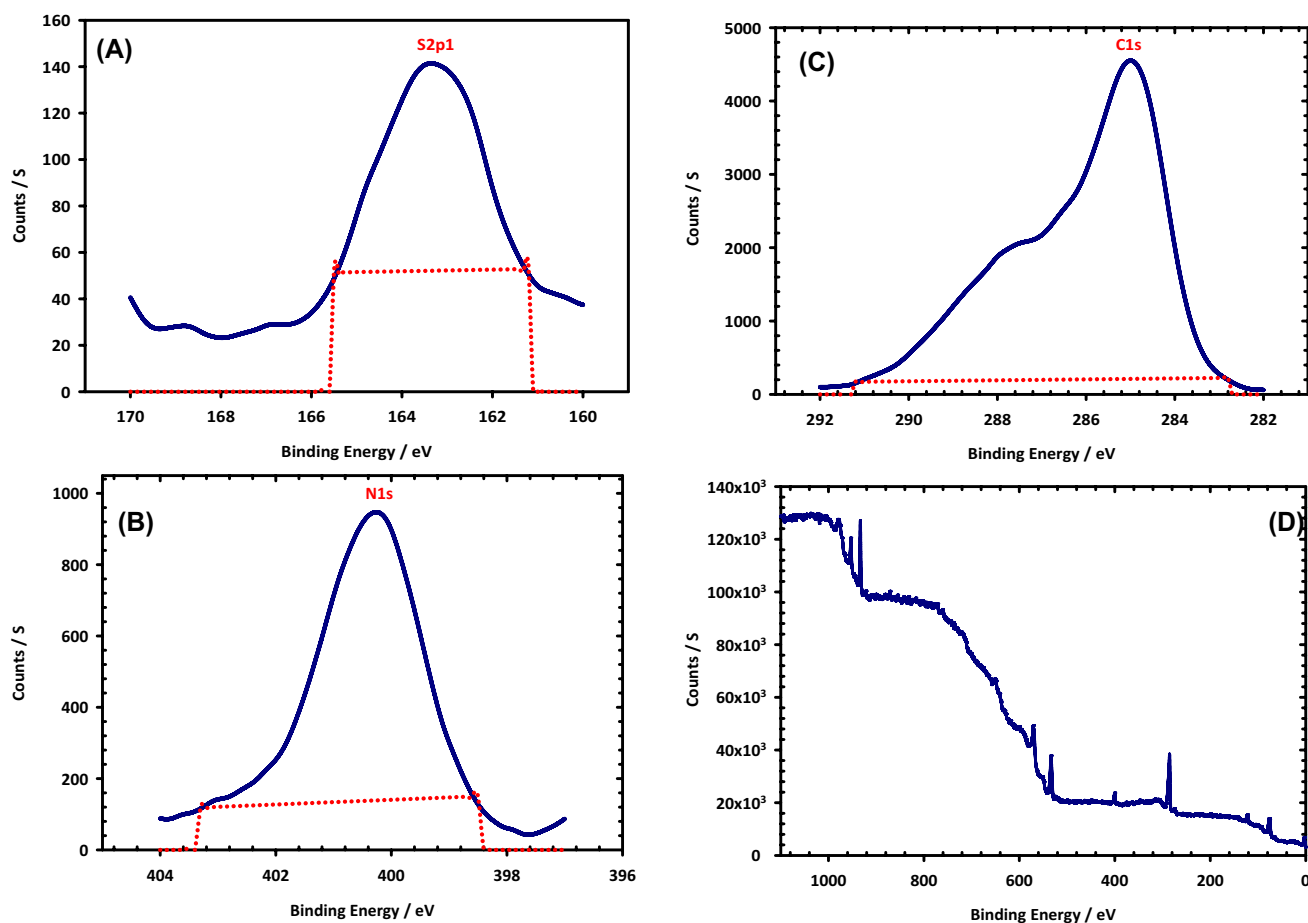 (A)
S2p1
Counts / S
160
140
120
100
80
60
40
20
0
170 168 166 164 162 160
Binding Energy / eV
(C)
C1s
Counts / S
5000
4000
3000
2000
1000
0
292 290 288 286 284 282
Binding Energy / eV
(B)
N1s
Counts / S
1000
800
600
400
200
0
404 402 400 398 396
Binding Energy / eV
(D)
Counts / S
140x10³
120x10³
100x10³
80x10³
60x10³
40x10³
20x10³
0
1000 800 600 400 200 0
Binding Energy / eV